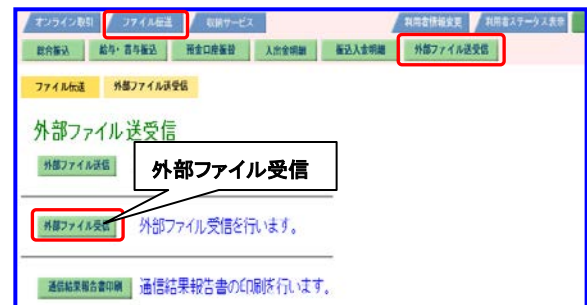 オンライン取引 ファイル伝送 収納サービス 利用者情報変更 利用者ステータス表示
総合振込 給与・賞与振込 預金口座振替 入出金明細 振込入金明細 外部ファイル送受信
ファイル伝送 外部ファイル送受信
外部ファイル送受信
外部ファイル送信
外部ファイル受信
外部ファイル受信 外部ファイル受信を行います。
通信結果報告書印刷 通信結果報告書の印刷を行います。